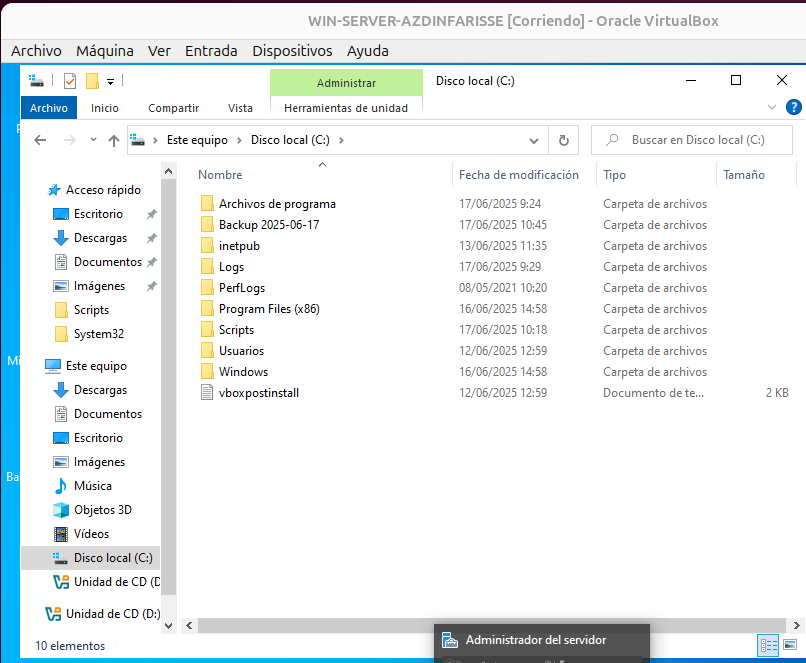 WIN-SERVER-AZDINFARISSE [Corriendo] - Oracle VirtualBox
Archivo Máquina Ver Entrada Dispositivos Ayuda
Administrar Disco local (C:)
Archivo Inicio Compartir Vista Herramientas de unidad
Este equipo Disco local (C:) Buscar en Disco local (C:)
Acceso rápido
Escritorio
Descargas
Documentos
Imágenes
Scripts
System32
Este equipo
Descargas
Documentos
Escritorio
Imágenes
Música
Objetos 3D
Vídeos
Disco local (C:)
Unidad de CD (D
Unidad de CD (D:)
Nombre Fecha de modificación Tipo Tamaño
Archivos de programa 17/06/2025 9:24 Carpeta de archivos
Backup 2025-06-17 17/06/2025 10:45 Carpeta de archivos
inetpub 13/06/2025 11:35 Carpeta de archivos
Logs 17/06/2025 9:29 Carpeta de archivos
PerfLogs 08/05/2021 10:20 Carpeta de archivos
Program Files (x86) 16/06/2025 14:58 Carpeta de archivos
Scripts 17/06/2025 10:18 Carpeta de archivos
Usuarios 12/06/2025 12:59 Carpeta de archivos
Windows 16/06/2025 14:58 Carpeta de archivos
vboxpostinstall 12/06/2025 12:59 Documento de te... 2 KB
Mi
Ba
10 elementos
Administrador del servidor